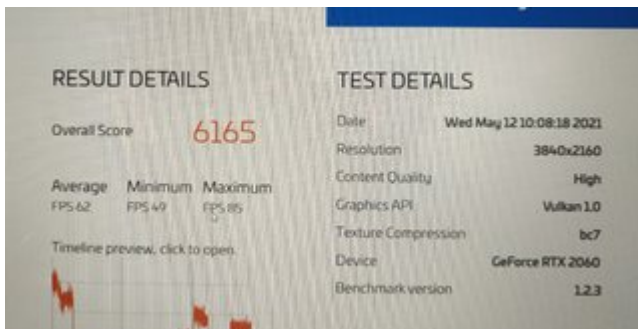 RESULT DETAILS
Overall Score 6165
Average Minimum Maximum
FPS 62 FPS 49 FPS 85
Timeline preview, click to open.
TEST DETAILS
Date Wed May 12 10:08:18 2021
Resolution 3840x2160
Content Quality High
Graphics API Vulkan 1.0
Texture Compression bc7
Device GeForce RTX 2060
Benchmark version 1.2.3